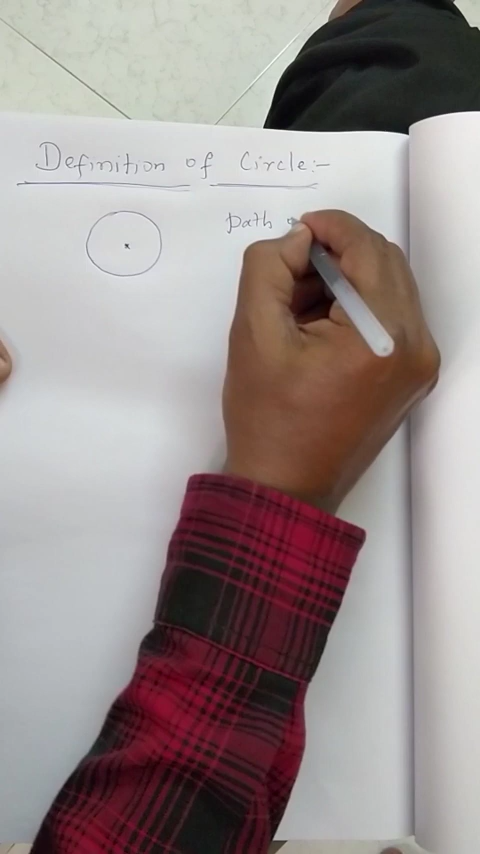 Definition of Circle:-
path